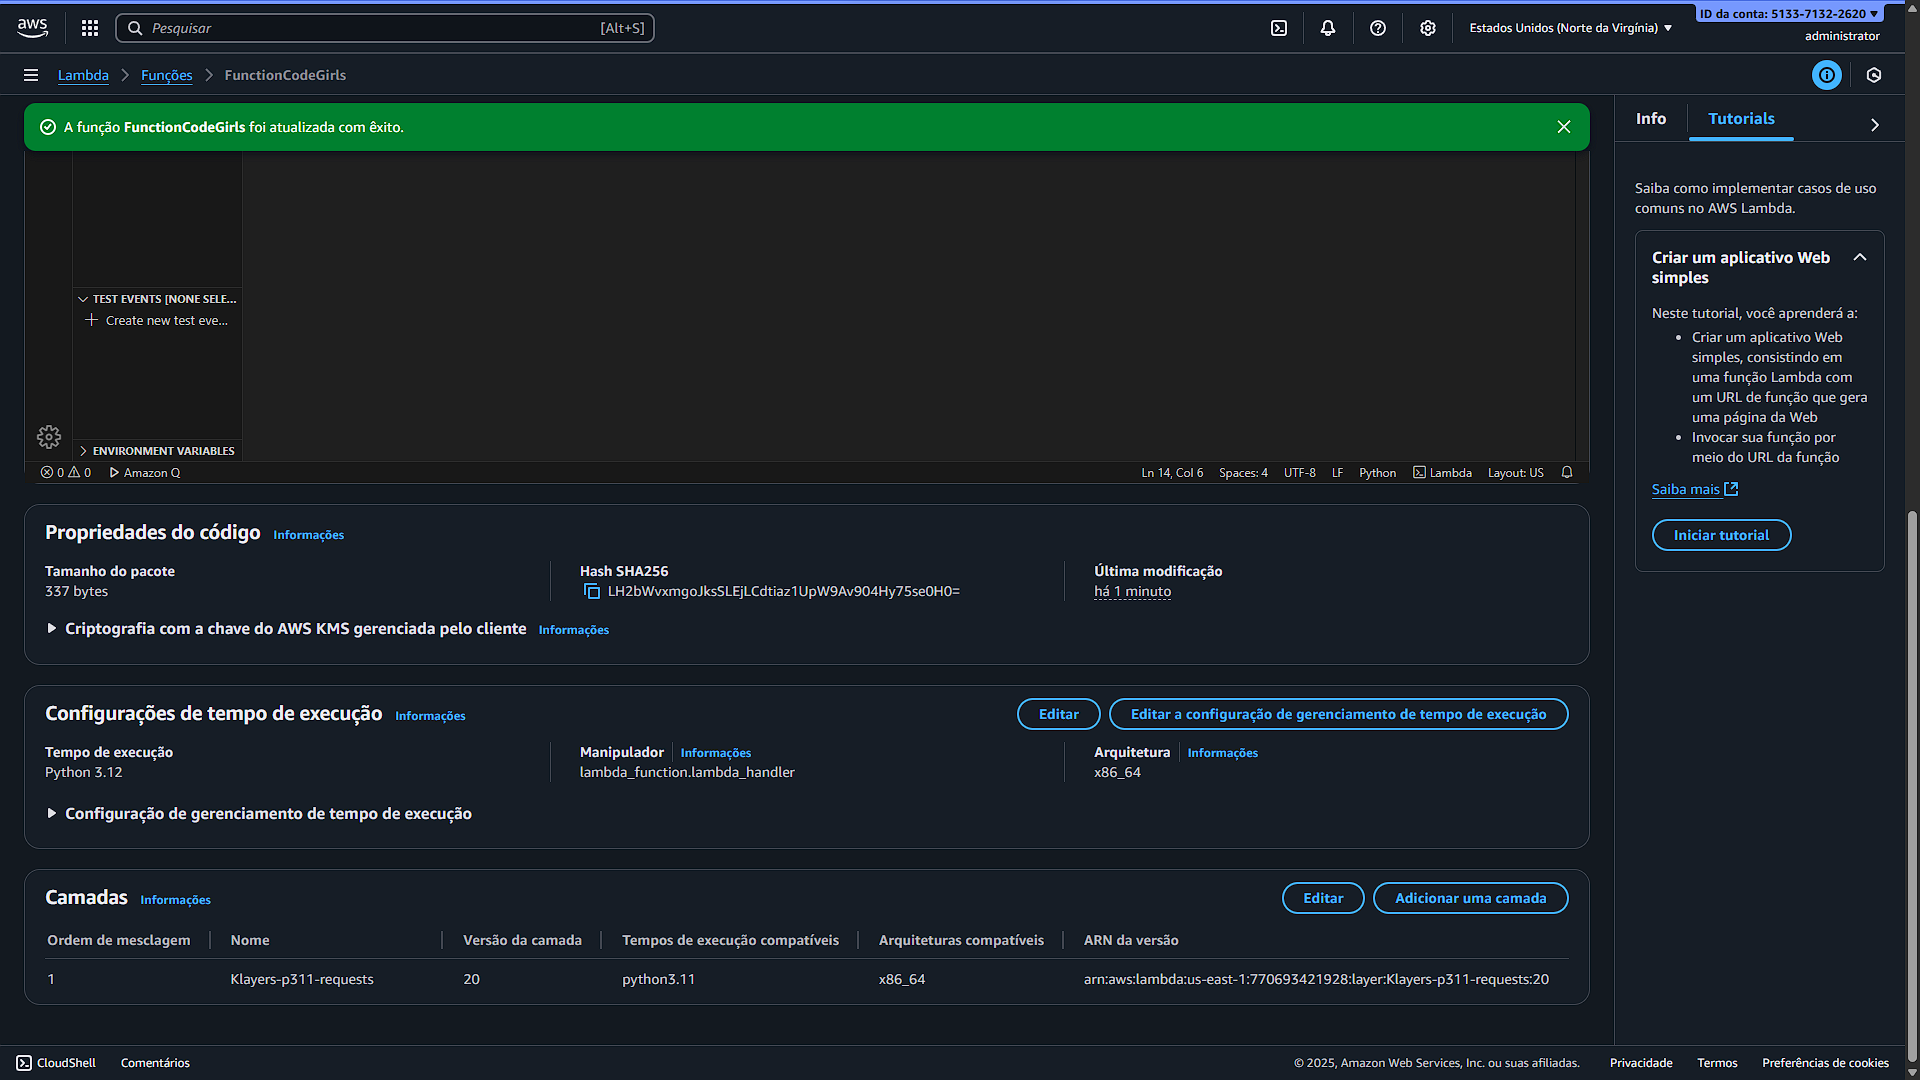 aws
Pesquisar
[Alt+S]
Estados Unidos (Norte da Virgínia)
ID da conta: 5133-7132-2620
administrator
Lambda
Funções
FunctionCodeGirls
A função FunctionCodeGirls foi atualizada com êxito.
TEST EVENTS [NONE SELE...
Create new test eve...
ENVIRONMENT VARIABLES
0
0
Amazon Q
Ln 14, Col 6
Spaces: 4
UTF-8
LF
Python
Lambda
Layout: US
Propriedades do código Informações
Tamanho do pacote
337 bytes
Hash SHA256
LH2bWvxmgoJksSLEjLCdtiaz1UpW9Av904Hy75se0H0=
Última modificação
há 1 minuto
Criptografia com a chave do AWS KMS gerenciada pelo cliente Informações
Configurações de tempo de execução Informações
Editar
Editar a configuração de gerenciamento de tempo de execução
Tempo de execução
Python 3.12
Manipulador Informações
lambda_function.lambda_handler
Arquitetura Informações
x86_64
Configuração de gerenciamento de tempo de execução
Camadas Informações
Editar
Adicionar uma camada
Ordem de mesclagem
Nome
Versão da camada
Tempos de execução compatíveis
Arquiteturas compatíveis
ARN da versão
1
Klayers-p311-requests
20
python3.11
x86_64
arn:aws:lambda:us-east-1:770693421928:layer:Klayers-p311-requests:20
Info
Tutorials
Saiba como implementar casos de uso
comuns no AWS Lambda.
Criar um aplicativo Web
simples
Neste tutorial, você aprenderá a:
• Criar um aplicativo Web
simples, consistindo em
uma função Lambda com
um URL de função que gera
uma página da Web
• Invocar sua função por
meio do URL da função
Saiba mais
Iniciar tutorial
CloudShell
Comentários
© 2025, Amazon Web Services, Inc. ou suas afiliadas.
Privacidade
Termos
Preferências de cookies